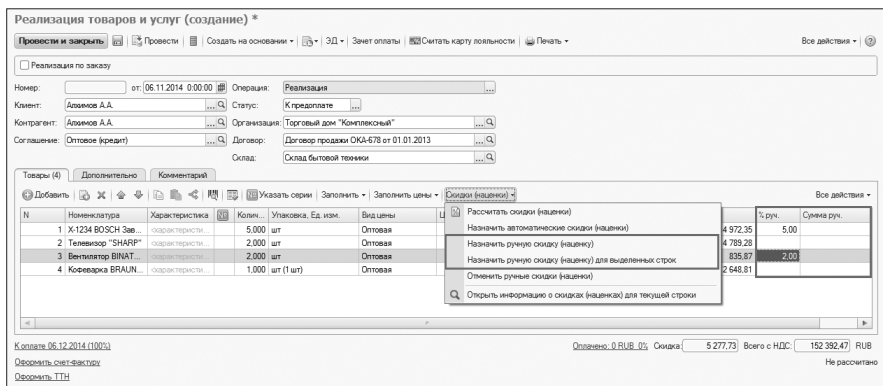 Реализация товаров и услуг (создание) *
Провести и закрыть Провести Создать на основании ЭД Зачет оплаты Считать карту лояльности Печать Все действия
Реализация по заказу
Номер: от: 06.11.2014 0:00:00 Операция: Реализация ...
Клиент: Алхимов А.А. ... Статус: К предоплате ...
Контрагент: Алхимов А.А. ... Организация: Торговый дом "Комплексный" ...
Соглашение: Оптовое (кредит) ... Договор: Договор продажи ОКА-678 от 01.01.2013 ...
Склад: Склад бытовой техники ...
Товары (4) Дополнительно Комментарий
Добавить Указать серии Заполнить Заполнить цены Скидки (наценки) Все действия
N Номенклатура Характеристика Колич... Упаковка, Ед. изм. Вид цены Ц % руч. Сумма руч.
1 X-1234 BOSCH Зав... <характеристи... 5,000 шт Оптовая 4 972,35 5,00
2 Телевизор "SHARP" <характеристи... 2,000 шт Оптовая 4 789,28
3 Вентилятор BINAT... <характеристи... 2,000 шт Оптовая 835,87 2,00
4 Кофеварка BRAUN... <характеристи... 1,000 шт (1 шт) Оптовая 2 648,81
Рассчитать скидки (наценки)
Назначить автоматические скидки (наценки)
Назначить ручную скидку (наценку)
Назначить ручную скидку (наценку) для выделенных строк
Отменить ручные скидки (наценки)
Открыть информацию о скидках (наценках) для текущей строки
К оплате 06.12.2014 (100%) Оплачено: 0 RUB 0% Скидка: 5 277,73 Всего с НДС: 152 392,47 RUB
Оформить счет-фактуру Не рассчитано
Оформить ТТН